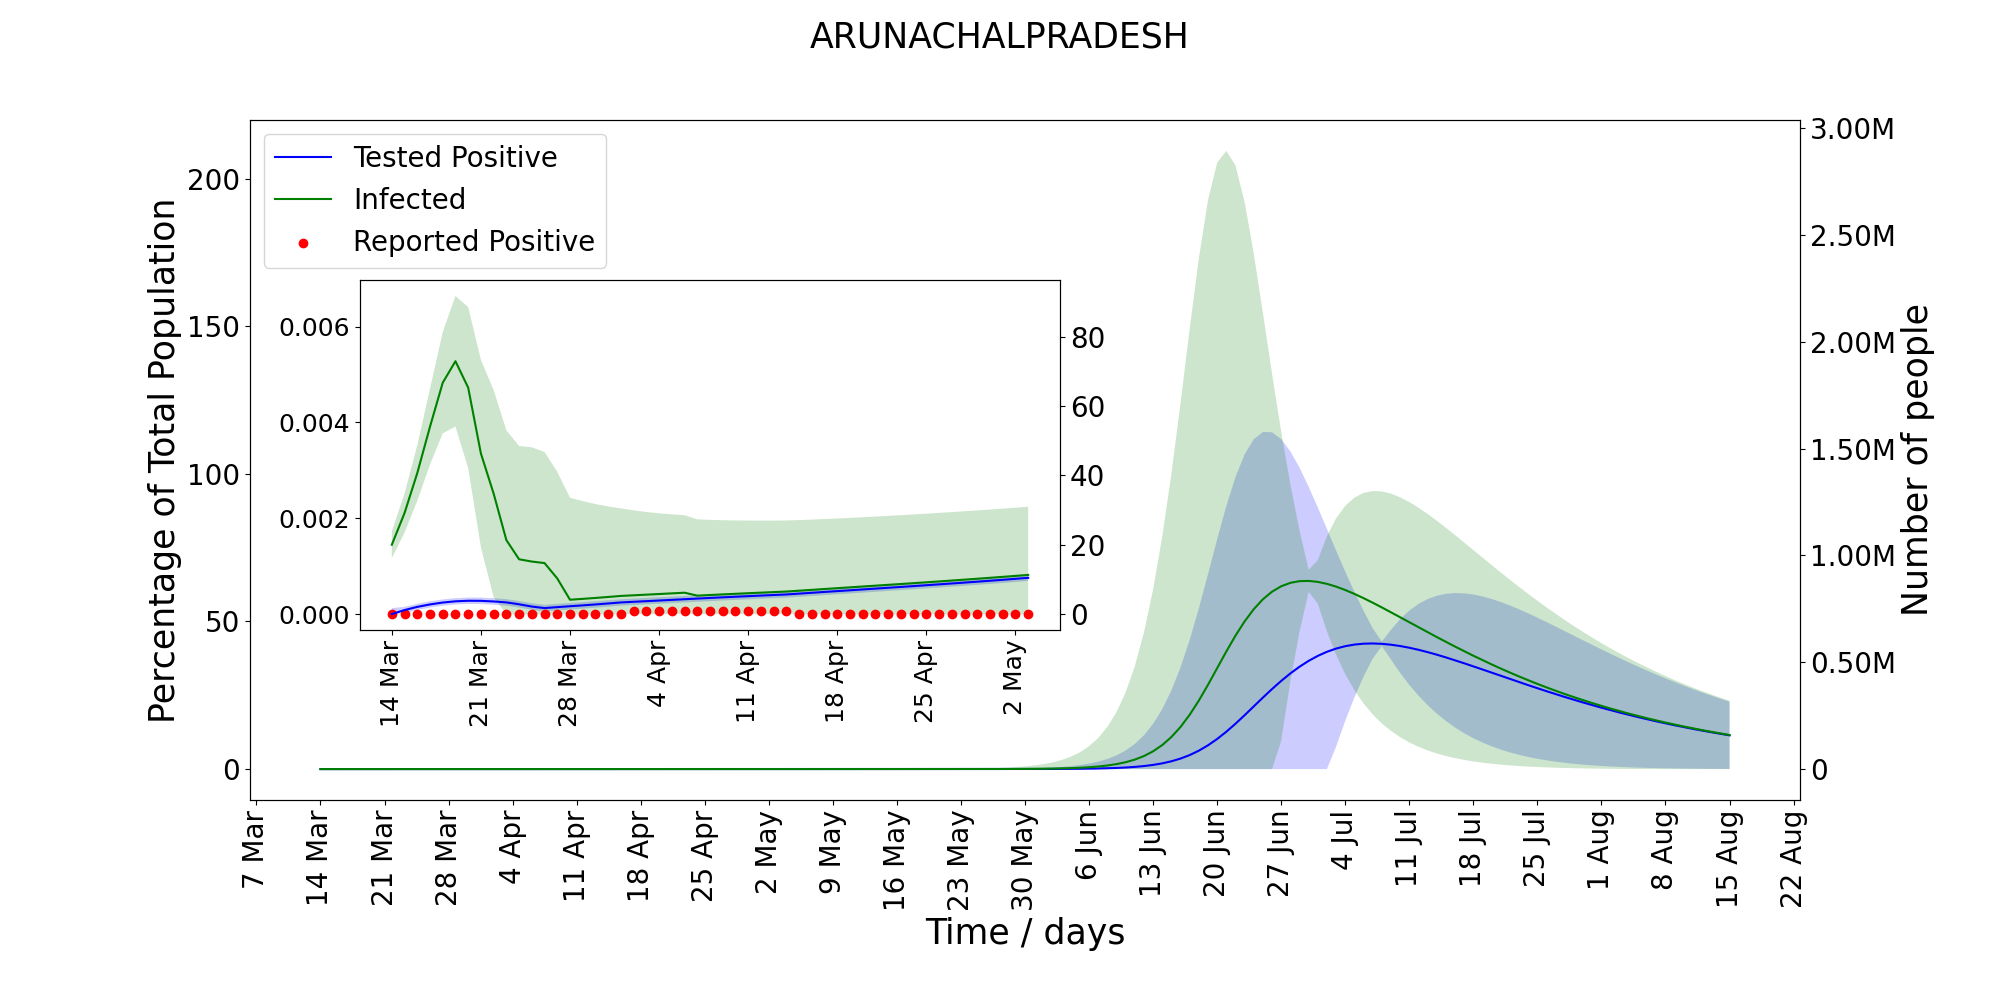 ARUNACHALPRADESH
Tested Positive
Infected
Reported Positive
Percentage of Total Population
200
150
100
50
0
3.00M
2.50M
2.00M
1.50M
1.00M
0.50M
0
Number of people
0.006
0.004
0.002
0.000
80
60
40
20
0
14 Mar
21 Mar
28 Mar
4 Apr
11 Apr
18 Apr
25 Apr
2 May
7 Mar
14 Mar
21 Mar
28 Mar
4 Apr
11 Apr
18 Apr
25 Apr
2 May
9 May
16 May
23 May
30 May
6 Jun
13 Jun
20 Jun
27 Jun
4 Jul
11 Jul
18 Jul
25 Jul
1 Aug
8 Aug
15 Aug
22 Aug
Time / days